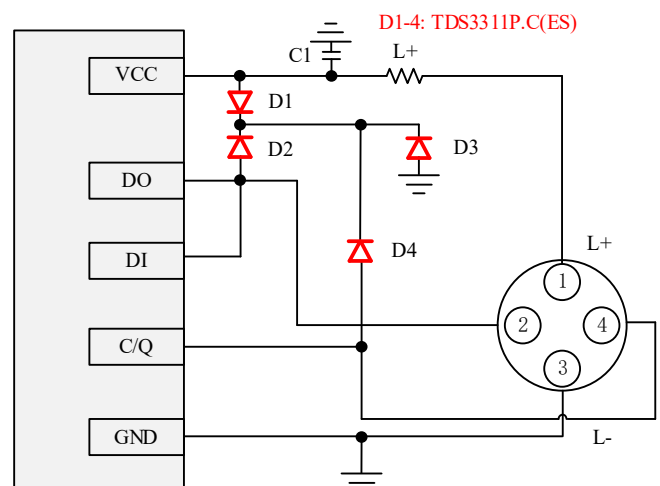 D1-4: TDS3311P.C(ES)
C1
L+
VCC
D1
D2
D3
DO
DI
D4
L+
1
2
4
C/Q
3
GND
L-